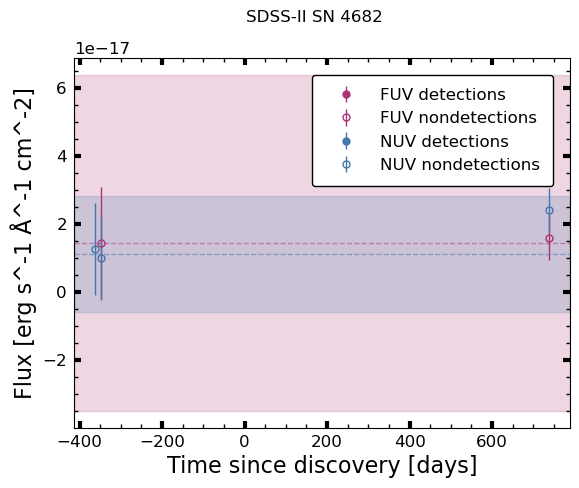 SDSS-II SN 4682
1e−17
FUV detections
FUV nondetections
NUV detections
NUV nondetections
6
4
2
0
−2
Flux [erg s^-1 Å^-1 cm^-2]
−400 −200 0 200 400 600
Time since discovery [days]